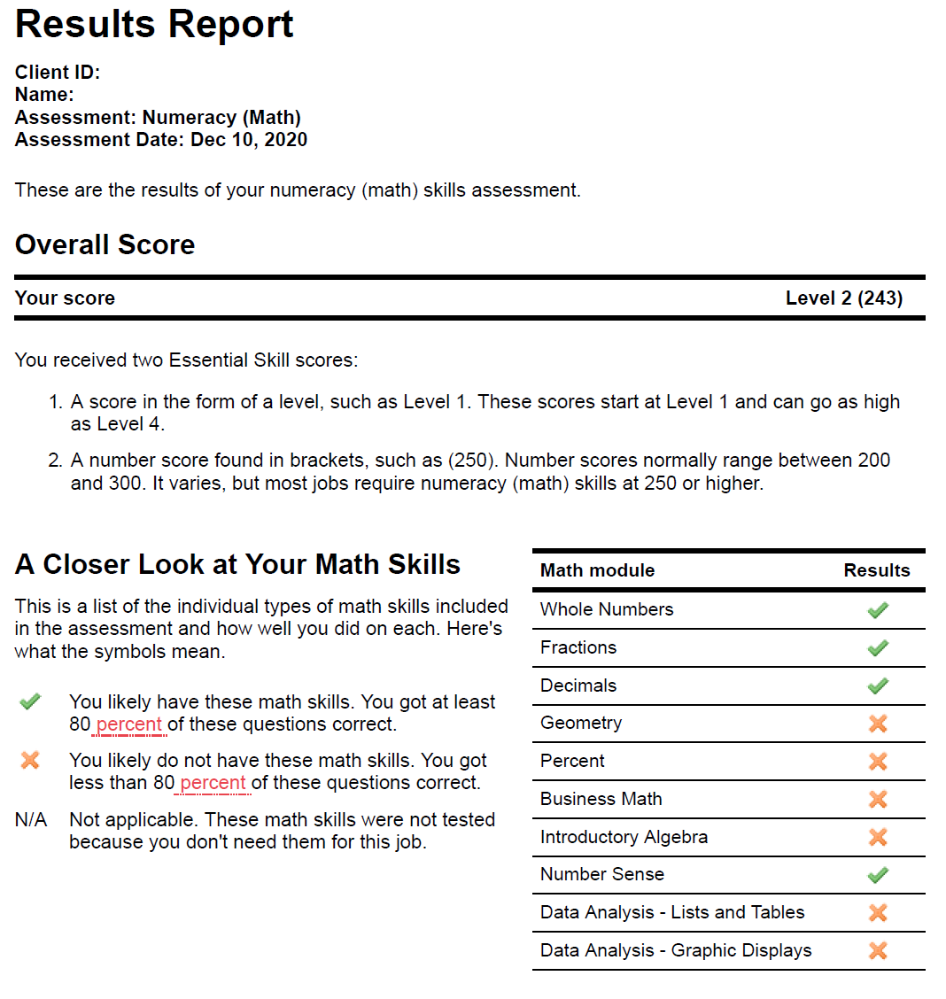 Results Report
Client ID:
Name:
Assessment: Numeracy (Math)
Assessment Date: Dec 10, 2020
These are the results of your numeracy (math) skills assessment.
Overall Score
Your score Level 2 (243)
You received two Essential Skill scores:
1. A score in the form of a level, such as Level 1. These scores start at Level 1 and can go as high
as Level 4.
2. A number score found in brackets, such as (250). Number scores normally range between 200
and 300. It varies, but most jobs require numeracy (math) skills at 250 or higher.
A Closer Look at Your Math Skills
This is a list of the individual types of math skills included
in the assessment and how well you did on each. Here's
what the symbols mean.
You likely have these math skills. You got at least
80 percent of these questions correct.
You likely do not have these math skills. You got
less than 80 percent of these questions correct.
N/A Not applicable. These math skills were not tested
because you don't need them for this job.
Math module Results
Whole Numbers
Fractions
Decimals
Geometry
Percent
Business Math
Introductory Algebra
Number Sense
Data Analysis - Lists and Tables
Data Analysis - Graphic Displays